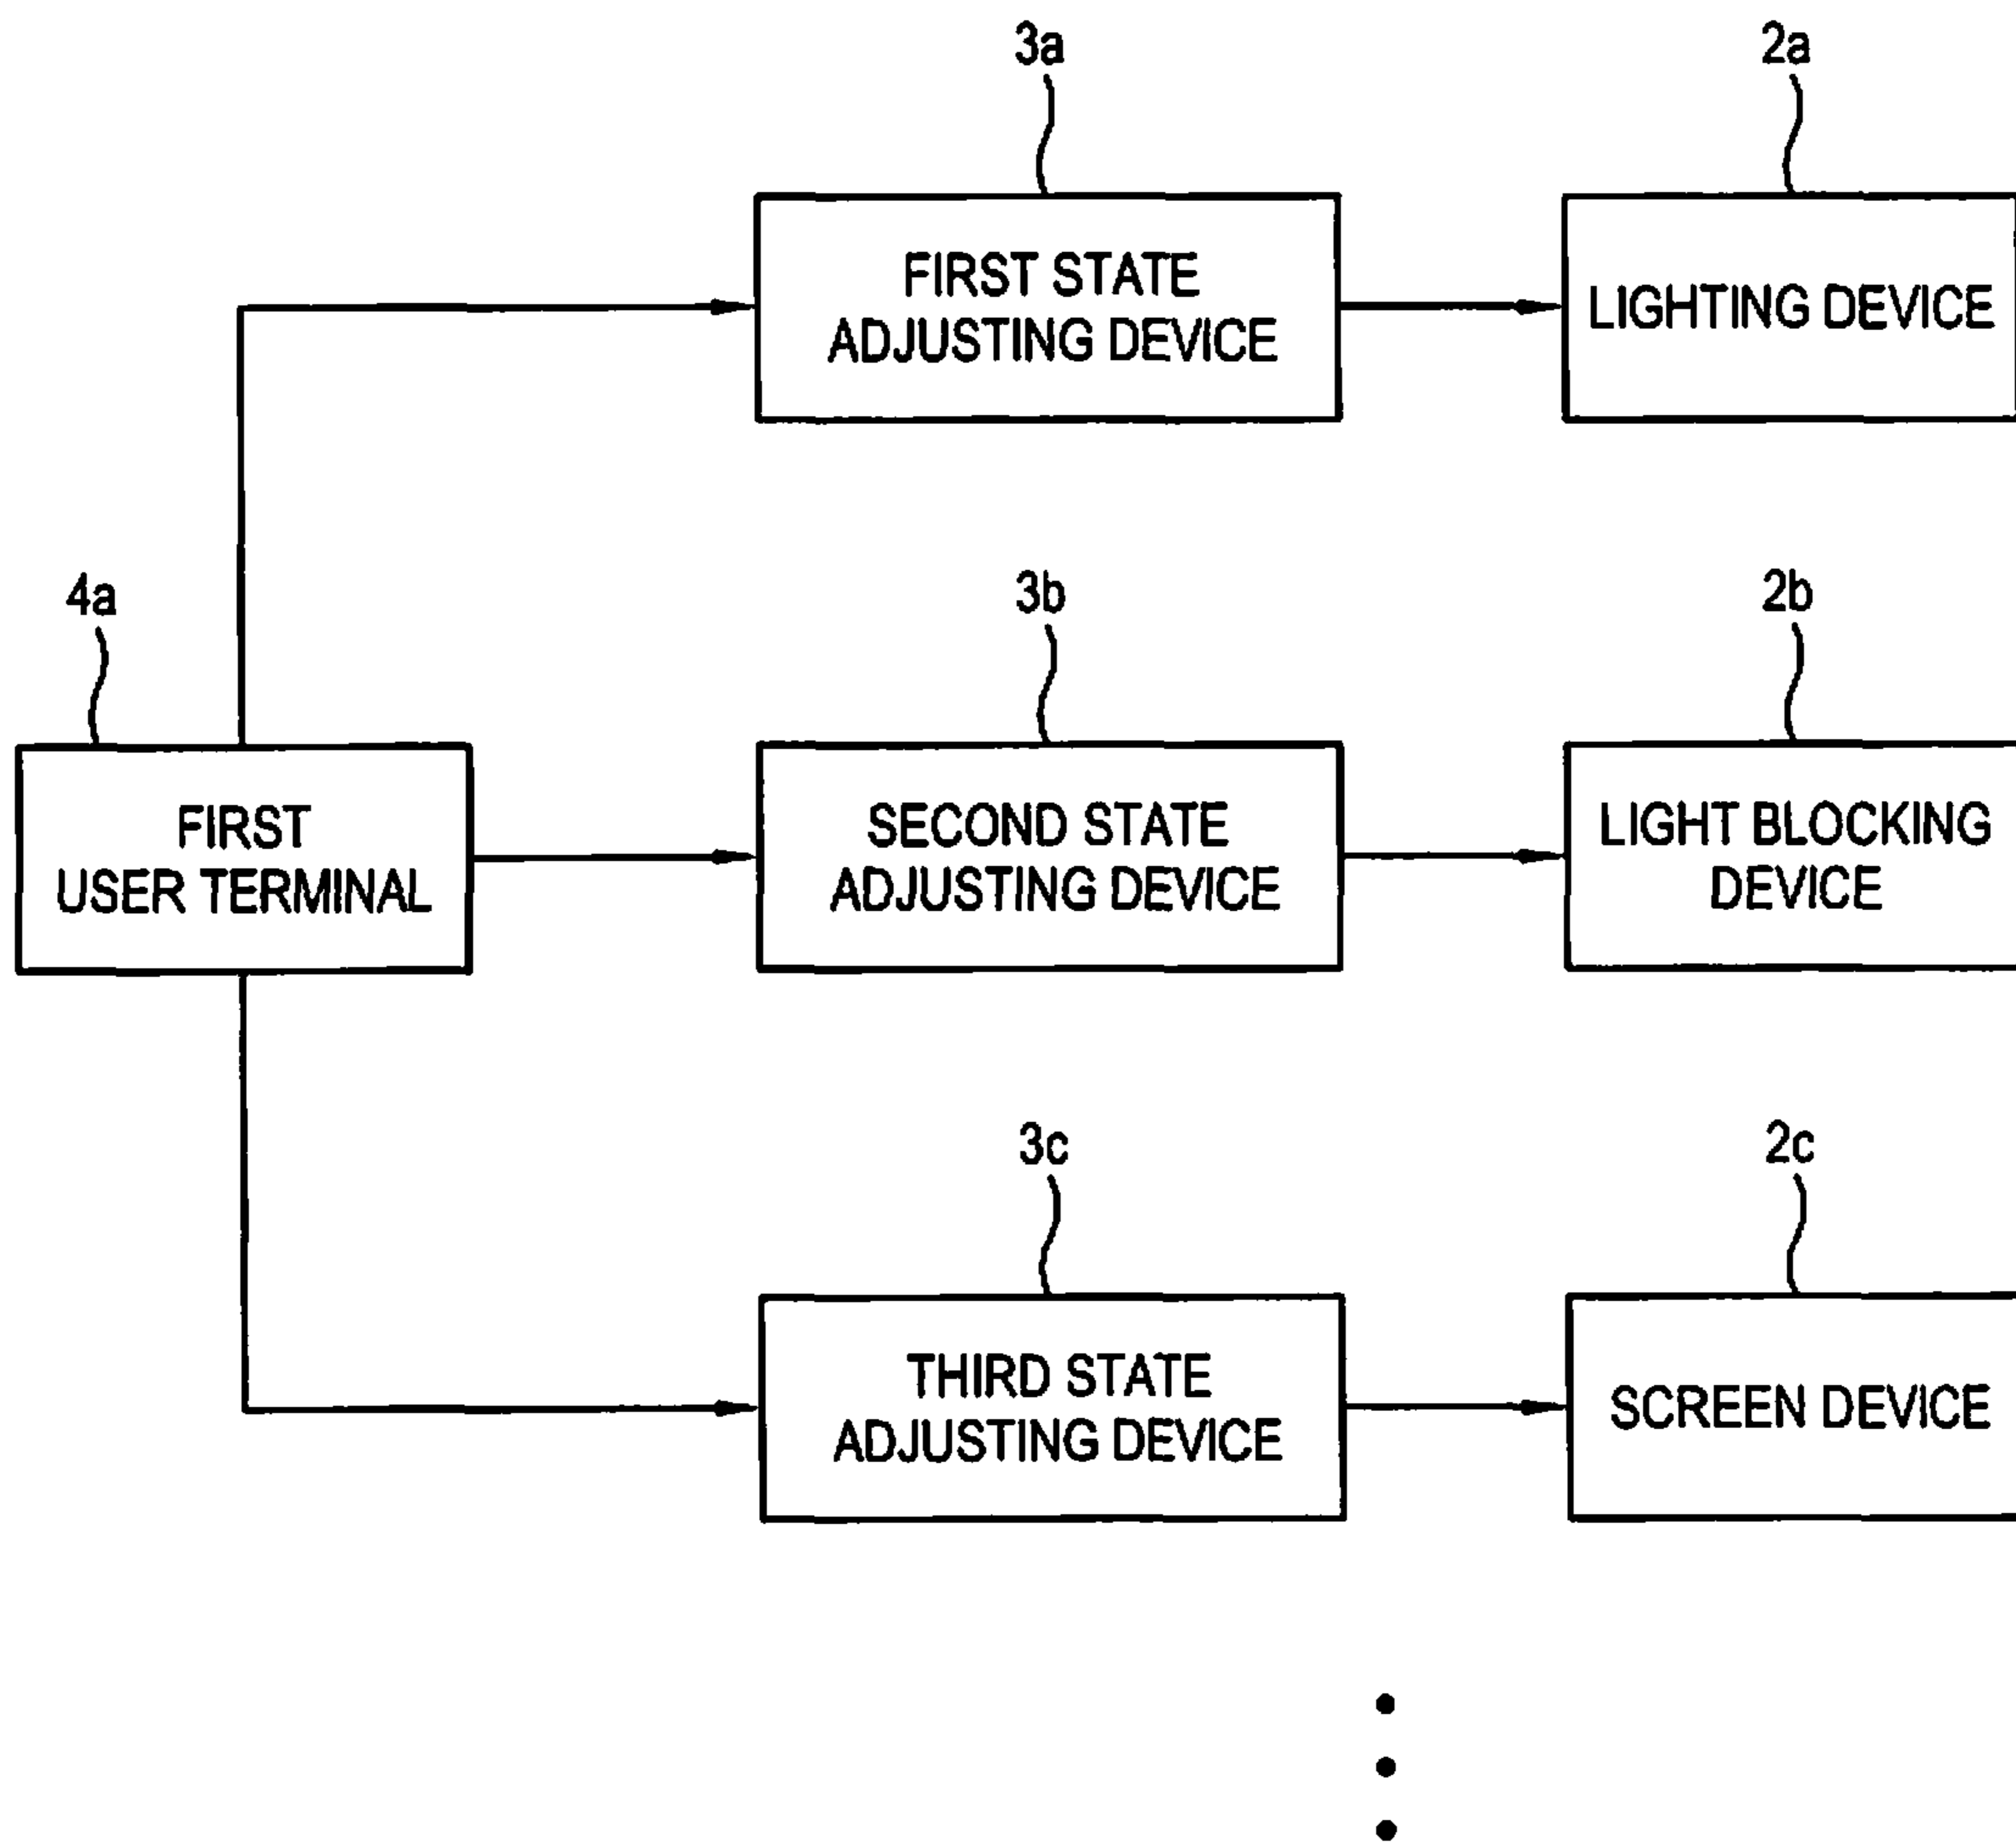 3a
2a
FIRST STATE
ADJUSTING DEVICE
LIGHTING DEVICE
4a
3b
2b
FIRST
USER TERMINAL
SECOND STATE
ADJUSTING DEVICE
LIGHT BLOCKING
DEVICE
3c
2c
THIRD STATE
ADJUSTING DEVICE
SCREEN DEVICE